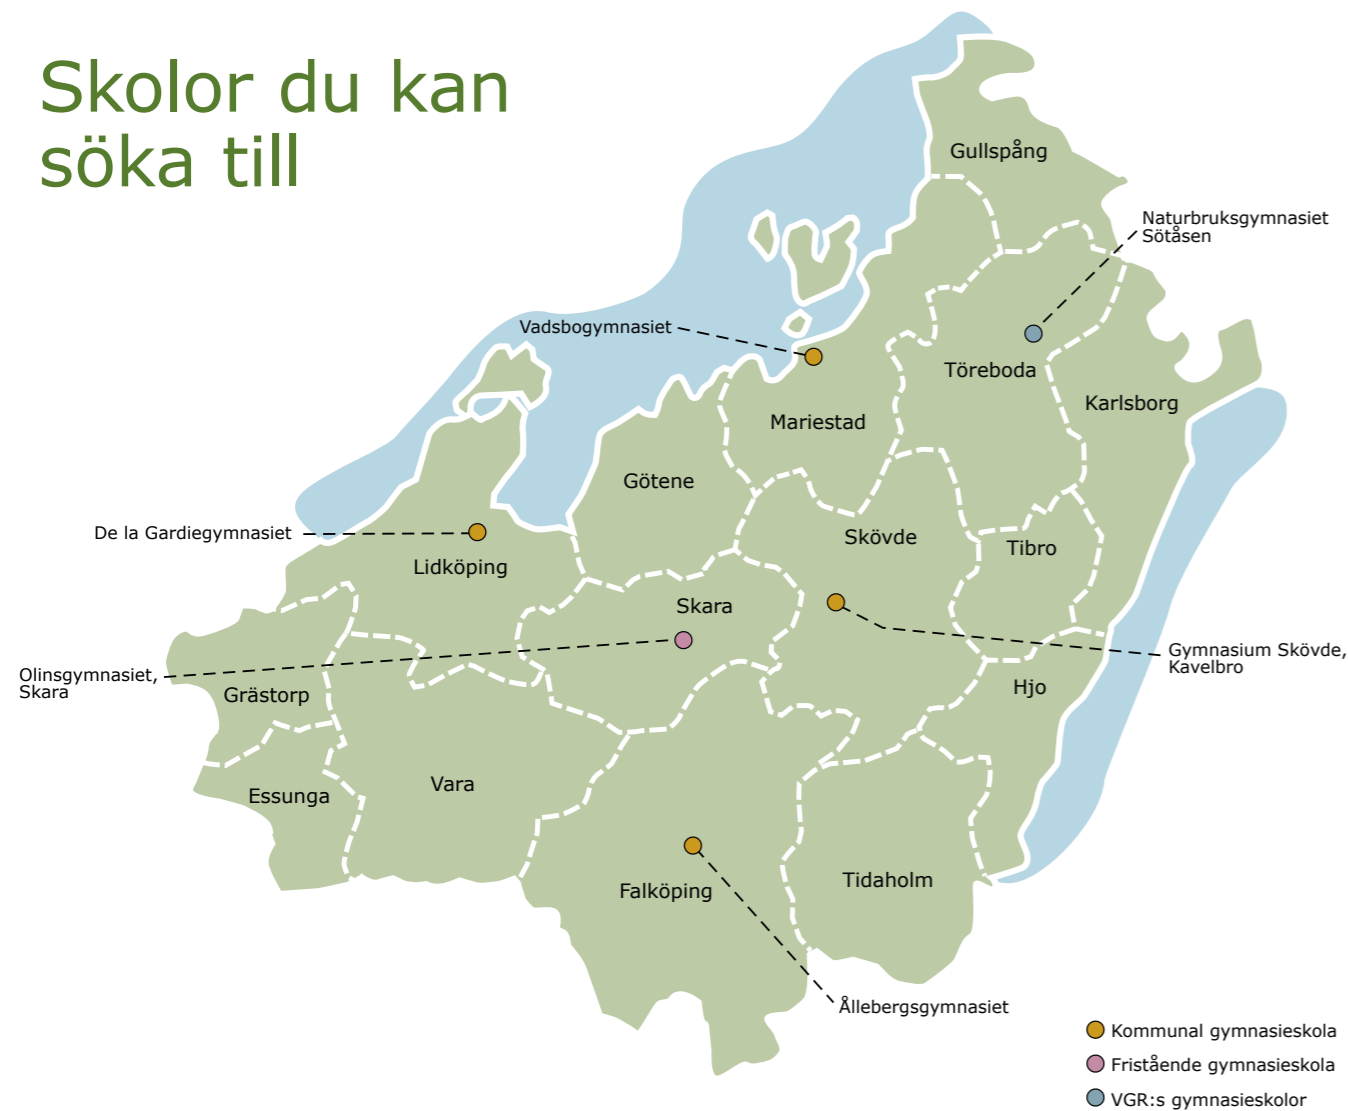 Skolor du kan
söka till
Gullspång
Naturbruksgymnasiet
Sötåsen
Vadsbogymnasiet
Töreboda
Karlsborg
Mariestad
Götene
De la Gardiegymnasiet
Skövde
Tibro
Lidköping
Skara
Olinsgymnasiet,
Skara
Gymnasium Skövde,
Kavelbro
Grästorp
Hjo
Essunga
Vara
Falköping
Tidaholm
Ållebergsgymnasiet
Kommunal gymnasieskola
Fristående gymnasieskola
VGR:s gymnasieskolor